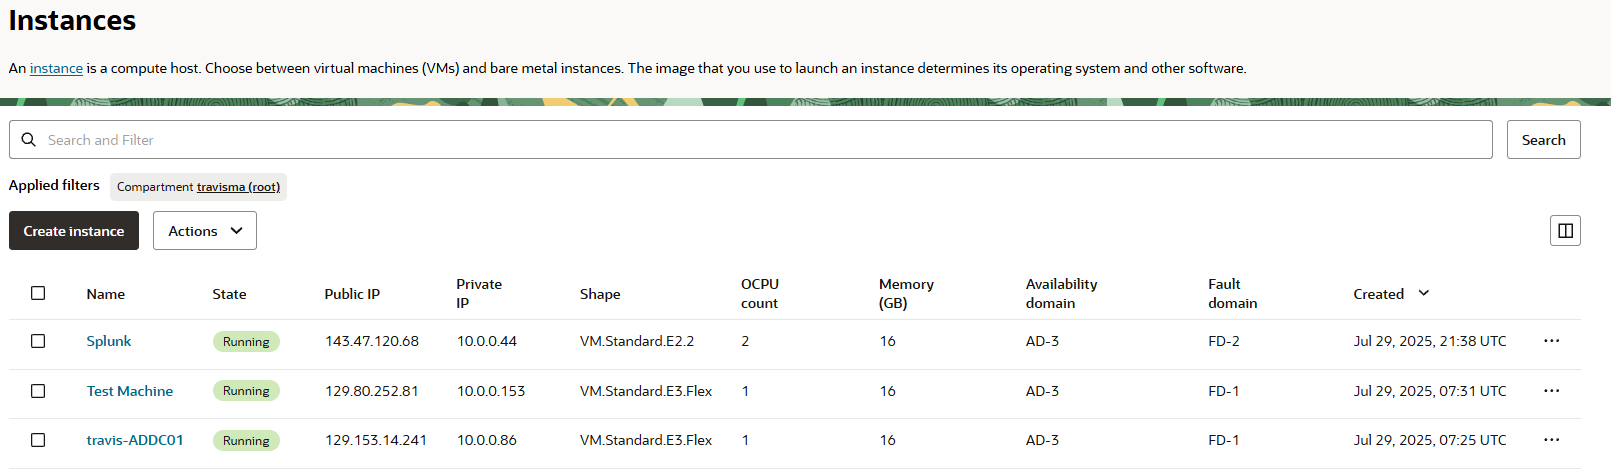 Instances
An instance is a compute host. Choose between virtual machines (VMs) and bare metal instances. The image that you use to launch an instance determines its operating system and other software.
Search and Filter
Search
Applied filters
Compartment travisma (root)
Create instance
Actions
Name State Public IP Private IP Shape OCPU count Memory (GB) Availability domain Fault domain Created
Splunk Running 143.47.120.68 10.0.0.44 VM.Standard.E2.2 2 16 AD-3 FD-2 Jul 29, 2025, 21:38 UTC
Test Machine Running 129.80.252.81 10.0.0.153 VM.Standard.E3.Flex 1 16 AD-3 FD-1 Jul 29, 2025, 07:31 UTC
travis-ADDC01 Running 129.153.14.241 10.0.0.86 VM.Standard.E3.Flex 1 16 AD-3 FD-1 Jul 29, 2025, 07:25 UTC